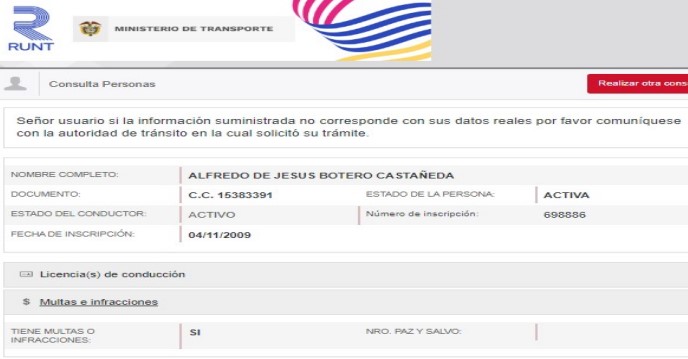 RUNT
MINISTERIO DE TRANSPORTE
Consulta Personas
Realizar otra cons
Señor usuario si la información suministrada no corresponde con sus datos reales por favor comuníquese
con la autoridad de tránsito en la cual solicitó su trámite.
NOMBRE COMPLETO: ALFREDO DE JESUS BOTERO CASTAÑEDA
DOCUMENTO: C.C. 15383391 ESTADO DE LA PERSONA: ACTIVA
ESTADO DEL CONDUCTOR: ACTIVO Número de inscripción: 698886
FECHA DE INSCRIPCIÓN: 04/11/2009
Licencia(s) de conducción
$ Multas e infracciones
TIENE MULTAS O SI NRO. PAZ Y SALVO:
INFRACCIONES: